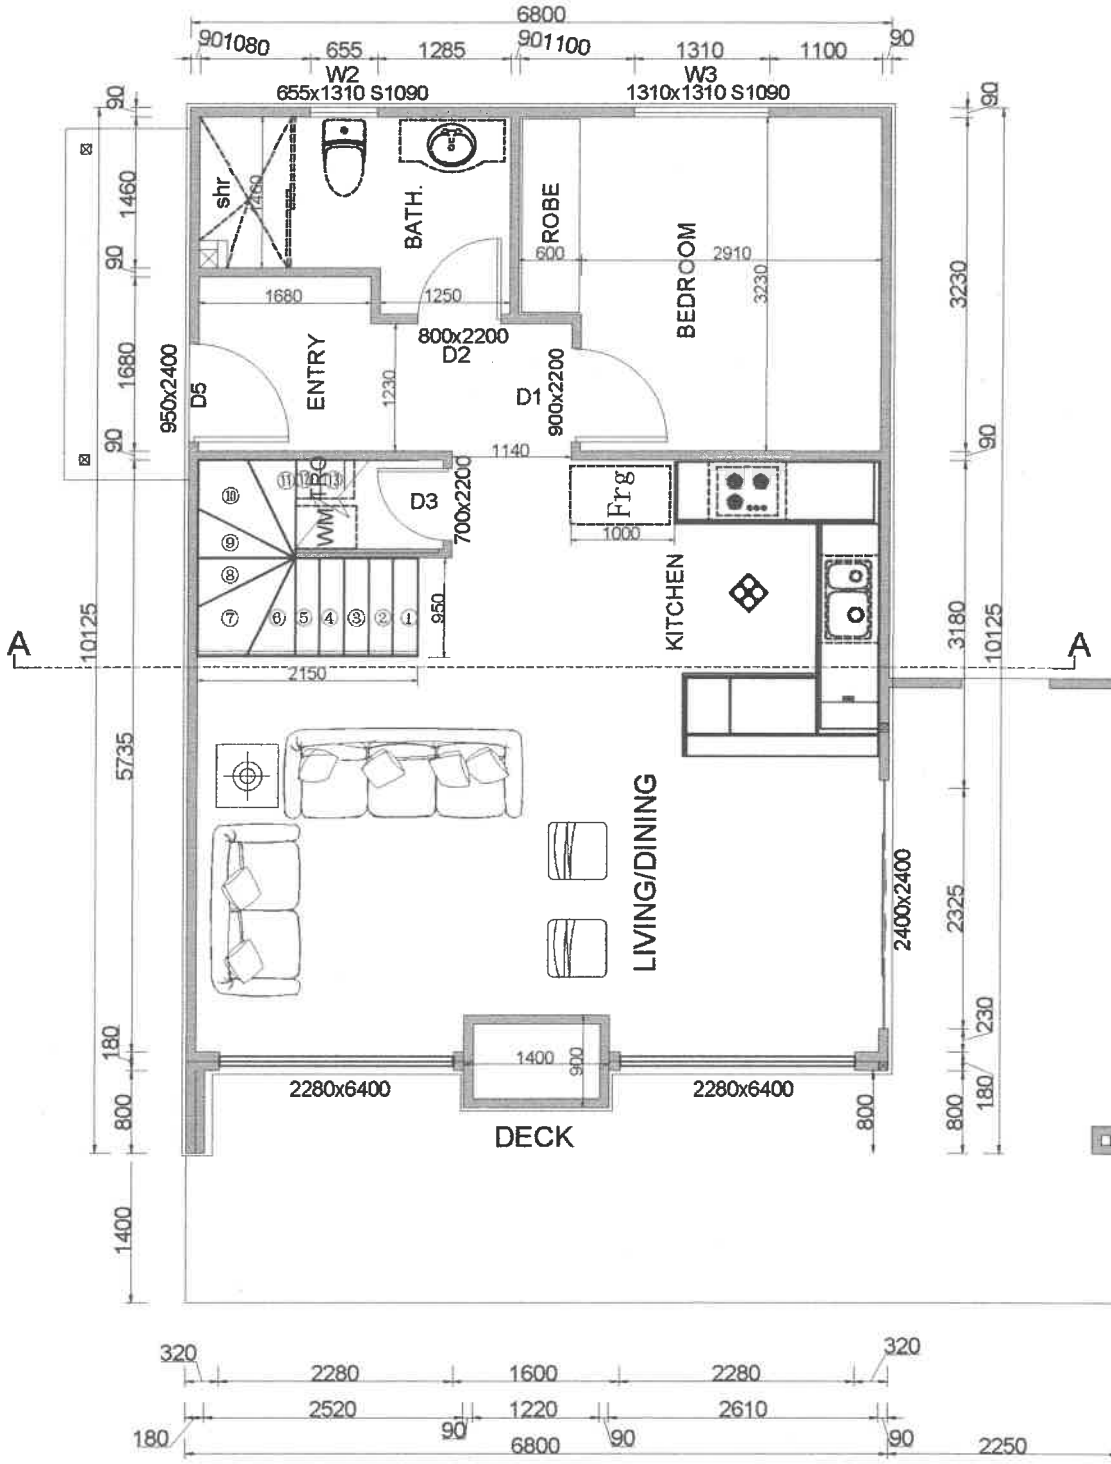 6800
90 1080 655 1285 90 1100 1310 1100 90
W2 W3
655x1310 S1090 1310x1310 S1090
90 90
1460 shr 1460 BATH. ROBE BEDROOM 3230 3230
600 2910
90
1680 1250
800x2200
D2
1680 950x2400 D5 ENTRY 1230 D1 900x2200
90 1140 90
⑩ ⑪ ⑫ ⑬ TRO D3 700x2200 Frg
WM 1000
⑨
⑧
⑦ ⑥ ⑤ ④ ③ ② ① 950 KITCHEN
10125 3180 10125
A A
2150
5735
LIVING/DINING
2400x2400 2325
180 230
1400 900
2280x6400 2280x6400
180
800 800 800
DECK
1400
320 2280 1600 2280 320
2520 1220 2610
180 90 90 90
6800 2250